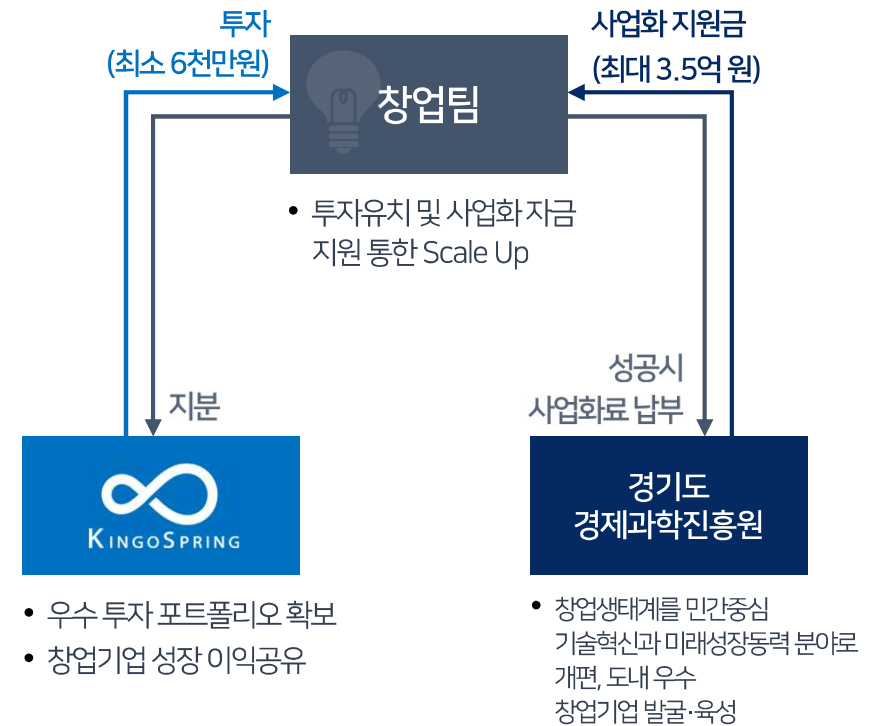 투자
(최소 6천만원)
사업화 지원금
(최대 3.5억 원)
창업팀
• 투자유치 및 사업화 자금
지원 통한 Scale Up
지분
성공시
사업화료 납부
KINGOSPRING
경기도
경제과학진흥원
• 우수 투자 포트폴리오 확보
• 창업기업 성장 이익공유
• 창업생태계를 민간중심
기술혁신과 미래성장동력 분야로
개편, 도내 우수
창업기업 발굴·육성